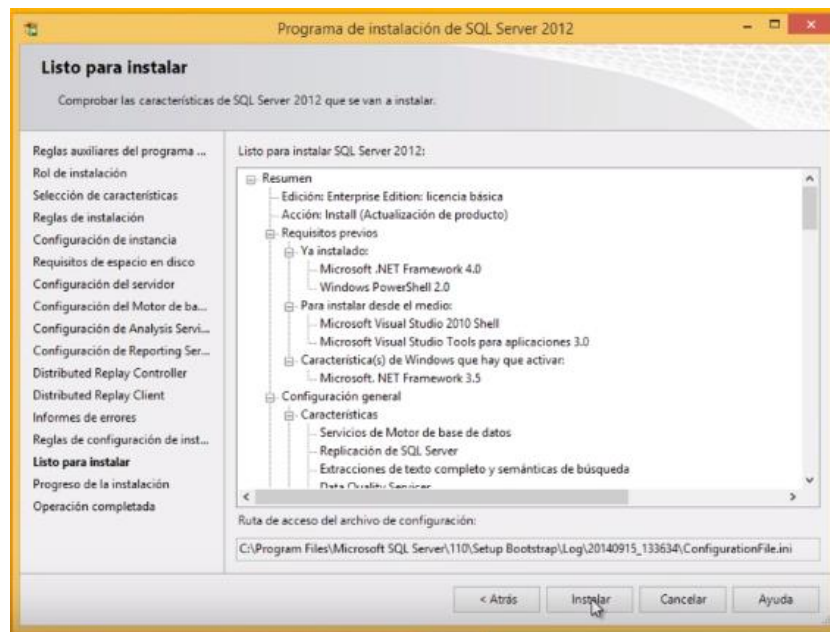 Programa de instalación de SQL Server 2012
Listo para instalar
Comprobar las características de SQL Server 2012 que se van a instalar.
Reglas auxiliares del programa ...
Rol de instalación
Selección de características
Reglas de instalación
Configuración de instancia
Requisitos de espacio en disco
Configuración del servidor
Configuración del Motor de ba...
Configuración de Analysis Servi...
Configuración de Reporting Ser...
Distributed Replay Controller
Distributed Replay Client
Informes de errores
Reglas de configuración de inst...
Listo para instalar
Progreso de la instalación
Operación completada
Listo para instalar SQL Server 2012:
Resumen
Edición: Enterprise Edition: licencia básica
Acción: Install (Actualización de producto)
Requisitos previos
Ya instalado:
Microsoft .NET Framework 4.0
Windows PowerShell 2.0
Para instalar desde el medio:
Microsoft Visual Studio 2010 Shell
Microsoft Visual Studio Tools para aplicaciones 3.0
Característica(s) de Windows que hay que activar:
Microsoft. NET Framework 3.5
Configuración general
Características
Servicios de Motor de base de datos
Replicación de SQL Server
Extracciones de texto completo y semánticas de búsqueda
Data Quality Services
Ruta de acceso del archivo de configuración:
C:\Program Files\Microsoft SQL Server\110\Setup Bootstrap\Log\20140915_133634\ConfigurationFile.ini
< Atrás Instalar Cancelar Ayuda